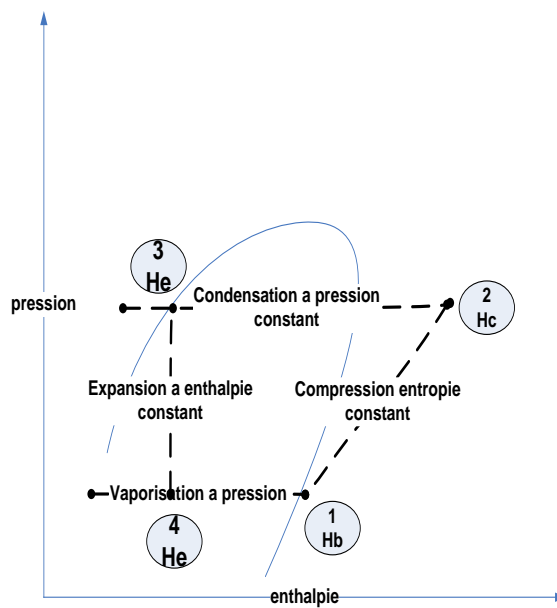 3
He
pression
Condensation a pression
constant
2
Hc
Expansion a enthalpie
constant
Compression entropie
constant
Vaporisation a pression
4
He
1
Hb
enthalpie